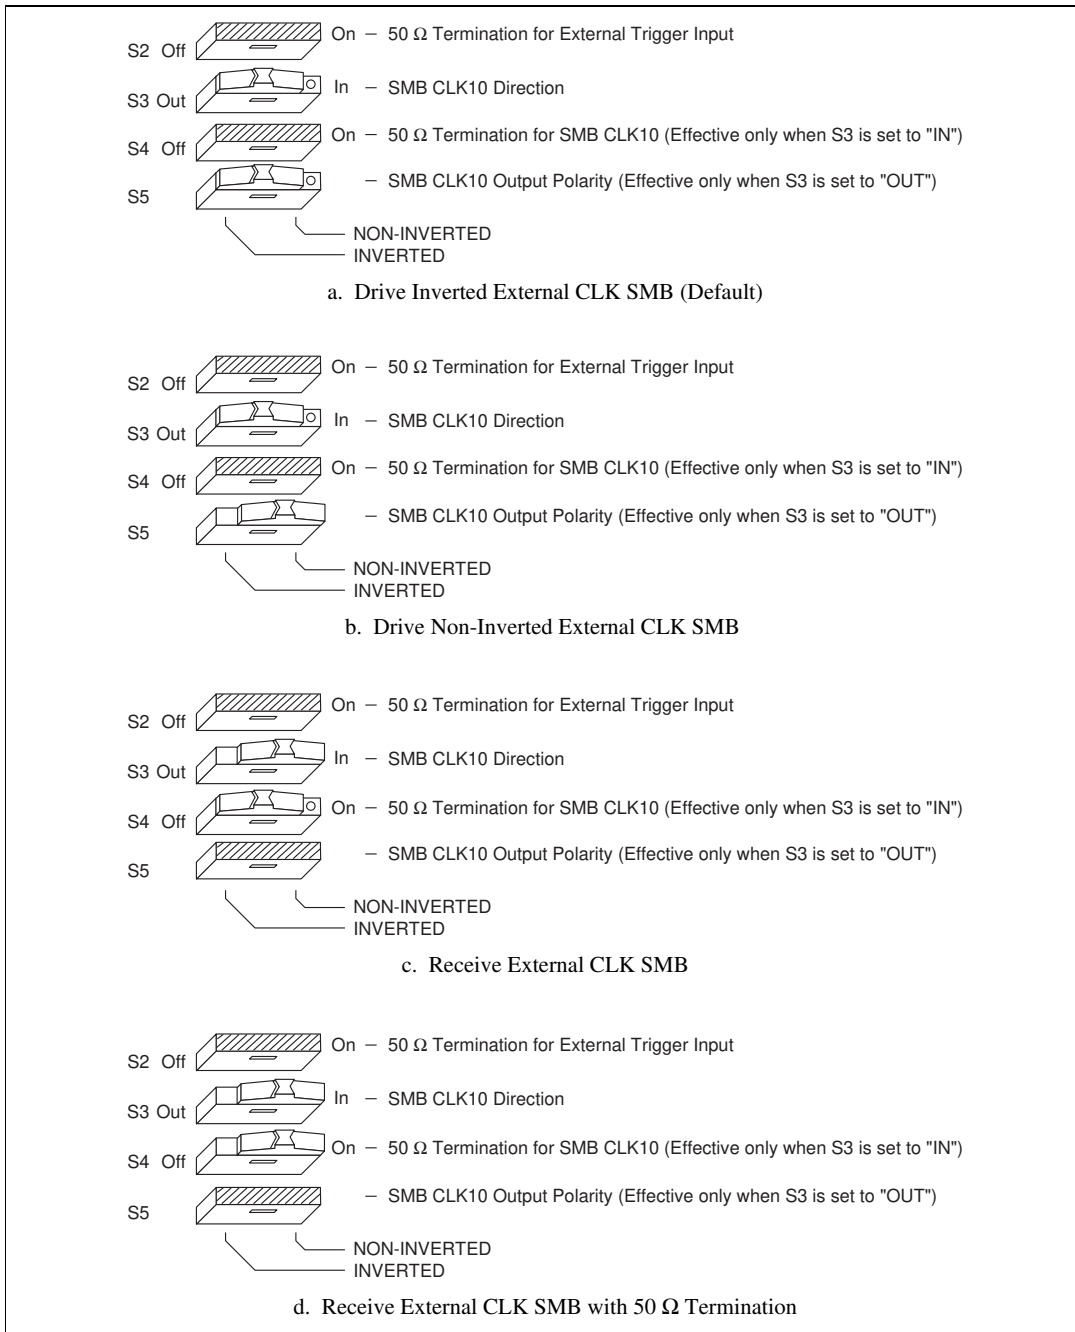 On – 50 Ω Termination for External Trigger Input
S2 Off
In – SMB CLK10 Direction
S3 Out
On – 50 Ω Termination for SMB CLK10 (Effective only when S3 is set to "IN")
S4 Off
– SMB CLK10 Output Polarity (Effective only when S3 is set to "OUT")
S5
NON-INVERTED
INVERTED
a. Drive Inverted External CLK SMB (Default)
On – 50 Ω Termination for External Trigger Input
S2 Off
In – SMB CLK10 Direction
S3 Out
On – 50 Ω Termination for SMB CLK10 (Effective only when S3 is set to "IN")
S4 Off
– SMB CLK10 Output Polarity (Effective only when S3 is set to "OUT")
S5
NON-INVERTED
INVERTED
b. Drive Non-Inverted External CLK SMB
On – 50 Ω Termination for External Trigger Input
S2 Off
In – SMB CLK10 Direction
S3 Out
On – 50 Ω Termination for SMB CLK10 (Effective only when S3 is set to "IN")
S4 Off
– SMB CLK10 Output Polarity (Effective only when S3 is set to "OUT")
S5
NON-INVERTED
INVERTED
c. Receive External CLK SMB
On – 50 Ω Termination for External Trigger Input
S2 Off
In – SMB CLK10 Direction
S3 Out
On – 50 Ω Termination for SMB CLK10 (Effective only when S3 is set to "IN")
S4 Off
– SMB CLK10 Output Polarity (Effective only when S3 is set to "OUT")
S5
NON-INVERTED
INVERTED
d. Receive External CLK SMB with 50 Ω Termination